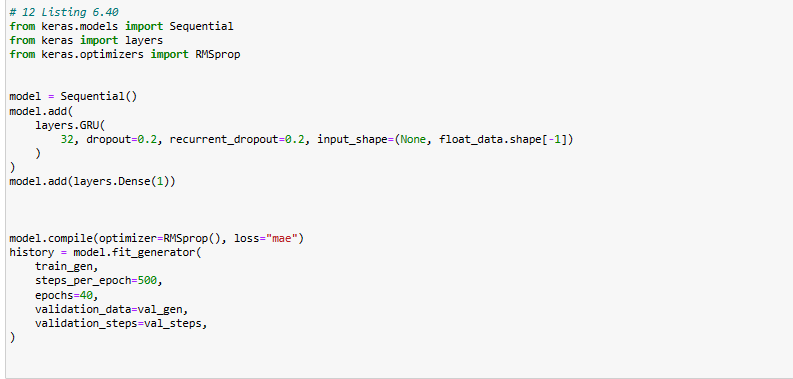 # 12 Listing 6.40
from keras.models import Sequential
from keras import layers
from keras.optimizers import RMSprop
model = Sequential()
model.add(
    layers.GRU(
        32, dropout=0.2, recurrent_dropout=0.2, input_shape=(None, float_data.shape[-1])
    )
)
model.add(layers.Dense(1))
model.compile(optimizer=RMSprop(), loss="mae")
history = model.fit_generator(
    train_gen,
    steps_per_epoch=500,
    epochs=40,
    validation_data=val_gen,
    validation_steps=val_steps,
)